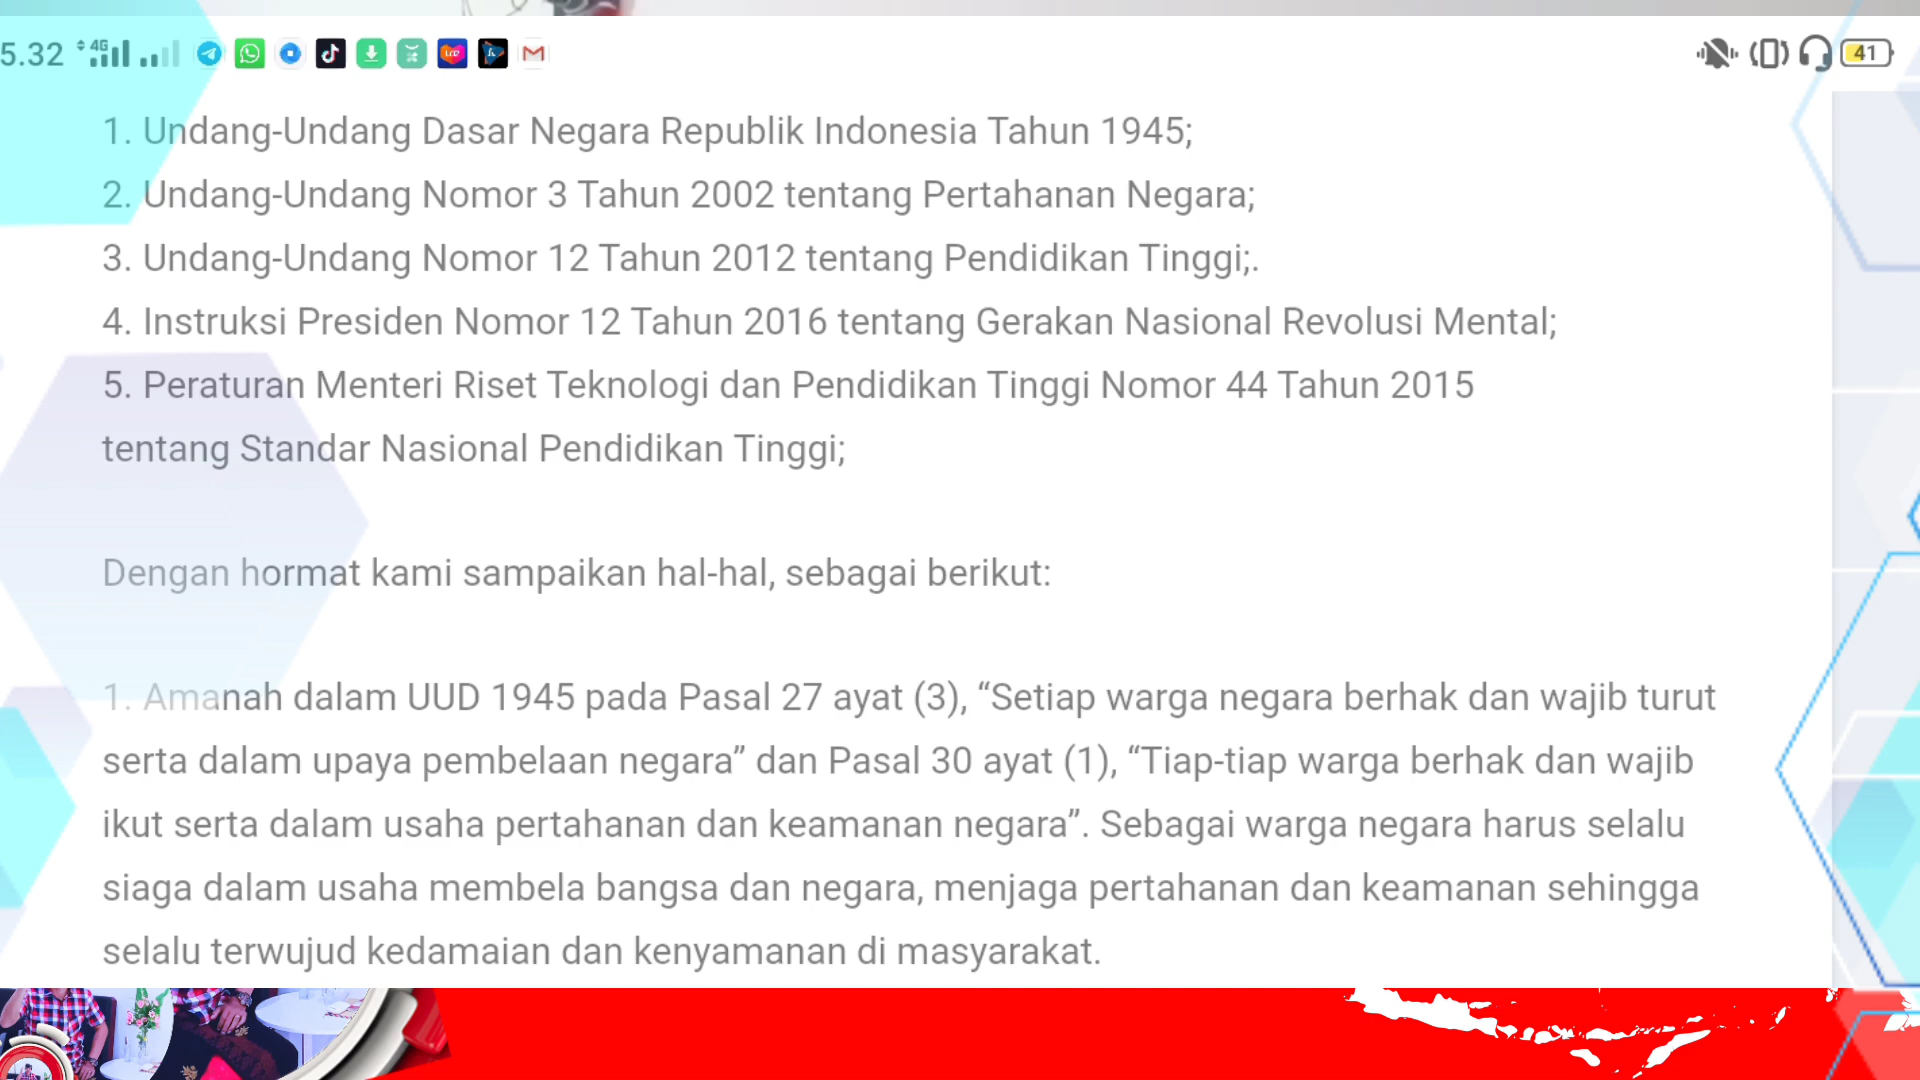 5.32 4G 41
1. Undang-Undang Dasar Negara Republik Indonesia Tahun 1945;
2. Undang-Undang Nomor 3 Tahun 2002 tentang Pertahanan Negara;
3. Undang-Undang Nomor 12 Tahun 2012 tentang Pendidikan Tinggi;.
4. Instruksi Presiden Nomor 12 Tahun 2016 tentang Gerakan Nasional Revolusi Mental;
5. Peraturan Menteri Riset Teknologi dan Pendidikan Tinggi Nomor 44 Tahun 2015
tentang Standar Nasional Pendidikan Tinggi;
Dengan hormat kami sampaikan hal-hal, sebagai berikut:
1. Amanah dalam UUD 1945 pada Pasal 27 ayat (3), “Setiap warga negara berhak dan wajib turut
serta dalam upaya pembelaan negara” dan Pasal 30 ayat (1), “Tiap-tiap warga berhak dan wajib
ikut serta dalam usaha pertahanan dan keamanan negara”. Sebagai warga negara harus selalu
siaga dalam usaha membela bangsa dan negara, menjaga pertahanan dan keamanan sehingga
selalu terwujud kedamaian dan kenyamanan di masyarakat.